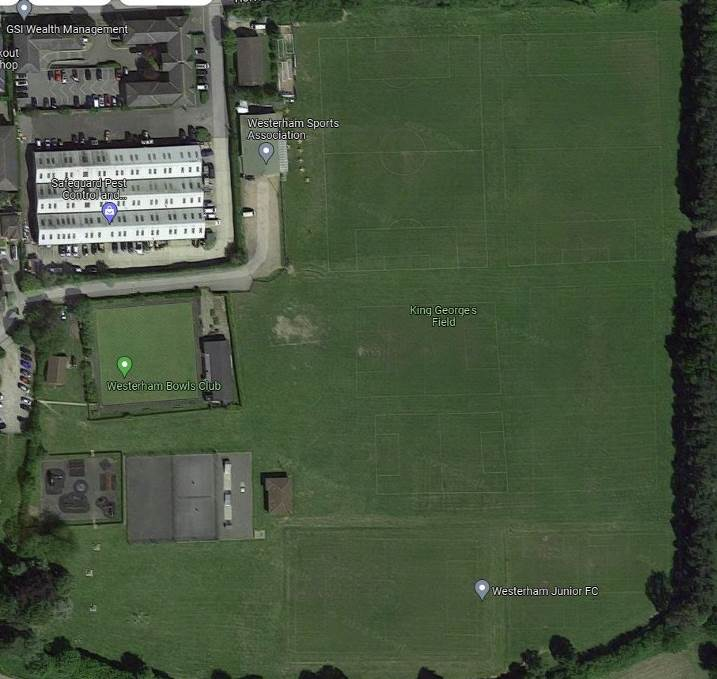 GSI Wealth Management
kout
hop
Westerham Sports
Association
Safeguard Pest
Control and...
King George's
Field
Westerham Bowls Club
Westerham Junior FC